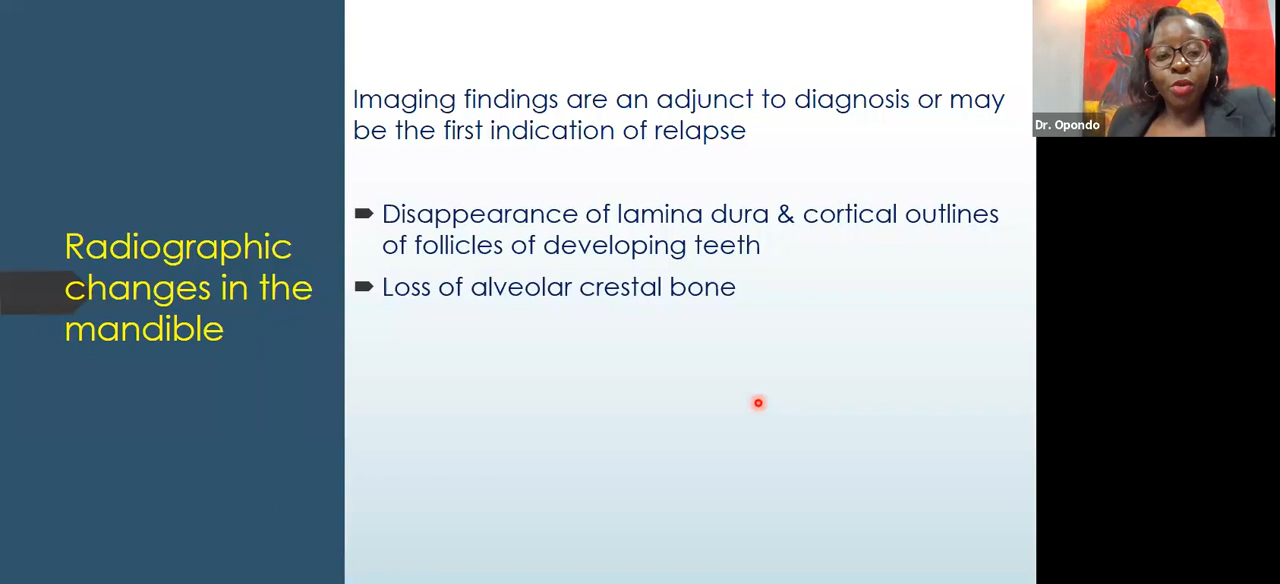 Radiographic
changes in the
mandible
Imaging findings are an adjunct to diagnosis or may
be the first indication of relapse
Disappearance of lamina dura & cortical outlines
of follicles of developing teeth
Loss of alveolar crestal bone
Dr. Opondo